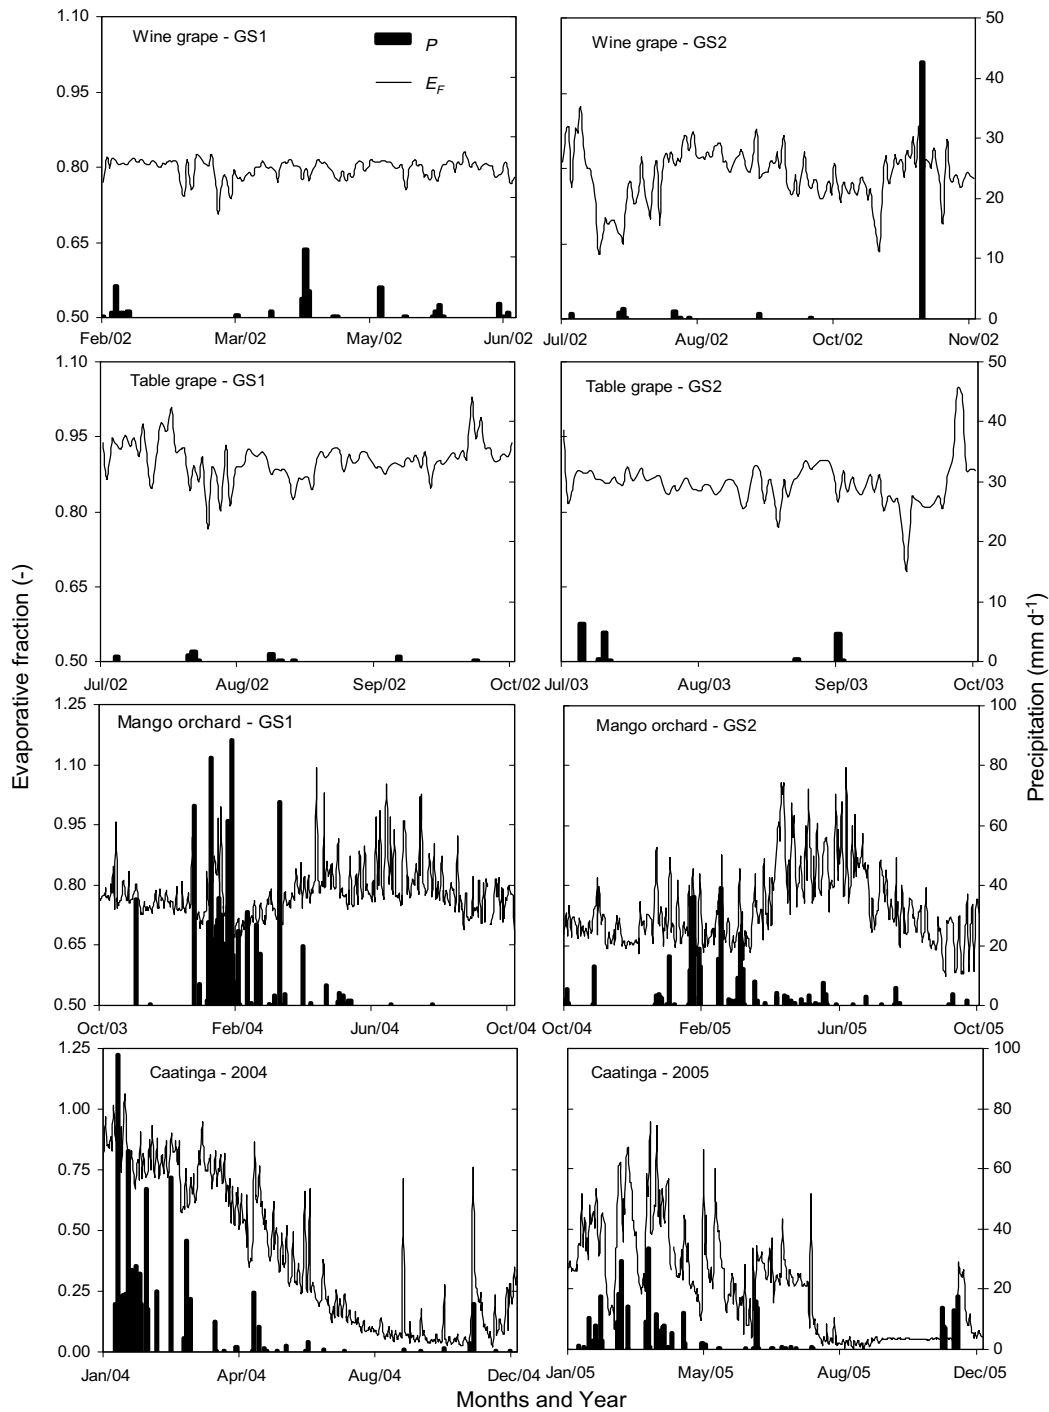 1.10
0.95
0.80
0.65
0.50
Wine grape - GS1
P
E_F
Feb/02 Mar/02 May/02 Jun/02
Wine grape - GS2
50
40
30
20
10
0
Jul/02 Aug/02 Oct/02 Nov/02
1.10
0.95
0.80
0.65
0.50
Table grape - GS1
Jul/02 Aug/02 Sep/02 Oct/02
Table grape - GS2
50
40
30
20
10
0
Jul/03 Aug/03 Sep/03 Oct/03
Evaporative fraction (-)
Precipitation (mm d-1)
1.25
1.10
0.95
0.80
0.65
0.50
Mango orchard - GS1
Oct/03 Feb/04 Jun/04 Oct/04
Mango orchard - GS2
100
80
60
40
20
0
Oct/04 Feb/05 Jun/05 Oct/05
1.25
1.00
0.75
0.50
0.25
0.00
Caatinga - 2004
Jan/04 Apr/04 Aug/04 Dec/04
Caatinga - 2005
100
80
60
40
20
0
Jan/05 May/05 Aug/05 Dec/05
Months and Year